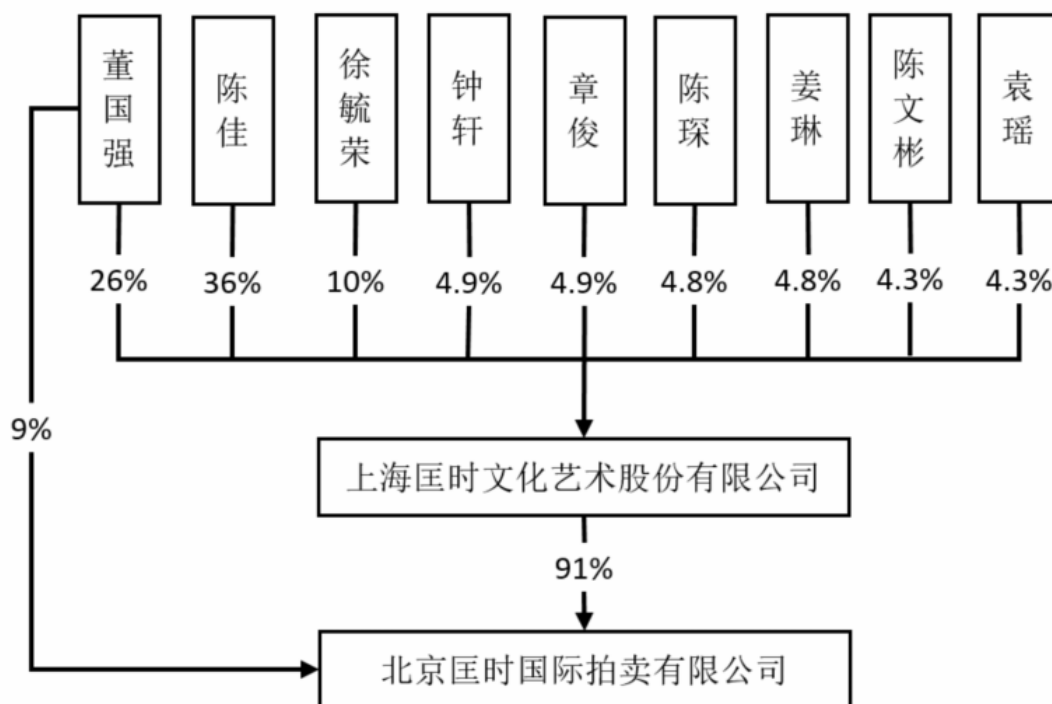 董国强
陈佳
徐毓荣
钟轩
章俊
陈琛
姜琳
陈文彬
袁瑶
26%
36%
10%
4.9%
4.9%
4.8%
4.8%
4.3%
4.3%
9%
上海匡时文化艺术股份有限公司
91%
北京匡时国际拍卖有限公司